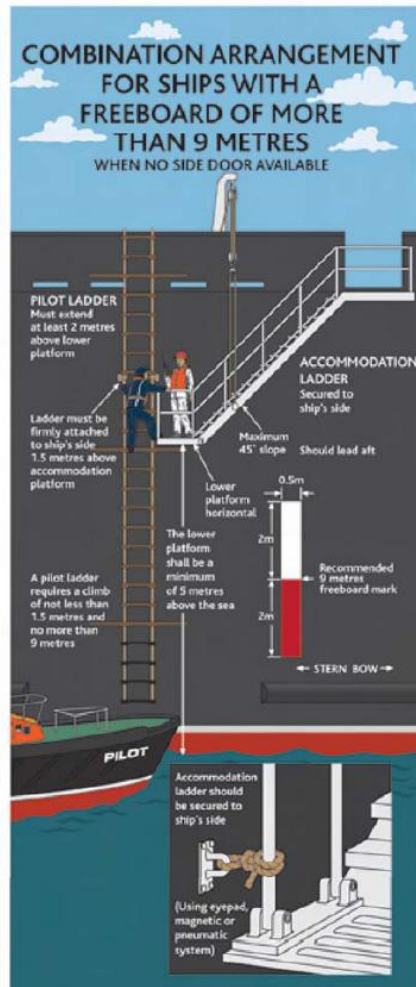 COMBINATION ARRANGEMENT
FOR SHIPS WITH A
FREEBOARD OF MORE
THAN 9 METRES
WHEN NO SIDE DOOR AVAILABLE
PILOT LADDER
Must extend
at least 2 metres
above lower
platform
Ladder must be
firmly attached
to ship's side
1.5 metres above
accommodation
platform
A pilot ladder
requires a climb
of not less than
1.5 metres and
no more than
9 metres
ACCOMMODATION
LADDER
Secured to
ship's side
Maximum
45° slope
Should lead aft
Lower
platform
horizontal
The lower
platform
shall be a
minimum
of 5 metres
above the sea
0.5m
2m
2m
Recommended
9 metres
freeboard mark
STERN BOW
PILOT
Accommodation
ladder should
be secured to
ship's side
(Using eyepad,
magnetic or
pneumatic
system)